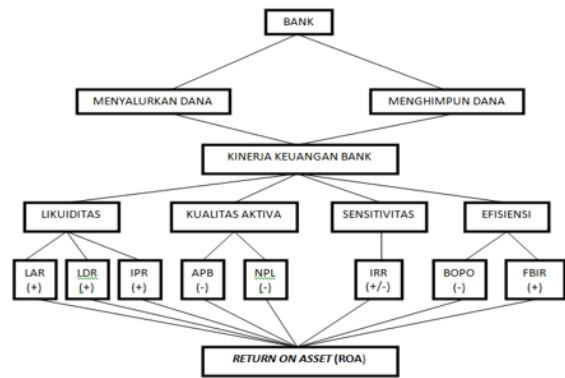 BANK
MENYALURKAN DANA
MENGHIMPUN DANA
KINERJA KEUANGAN BANK
LIKUIDITAS
KUALITAS AKTIVA
SENSITIVITAS
EFISIENSI
LAR
(+)
LDR
(+)
IPR
(+)
APB
(-)
NPL
(-)
IRR
(+/-)
BOPO
(-)
FBIR
(+)
RETURN ON ASSET (ROA)